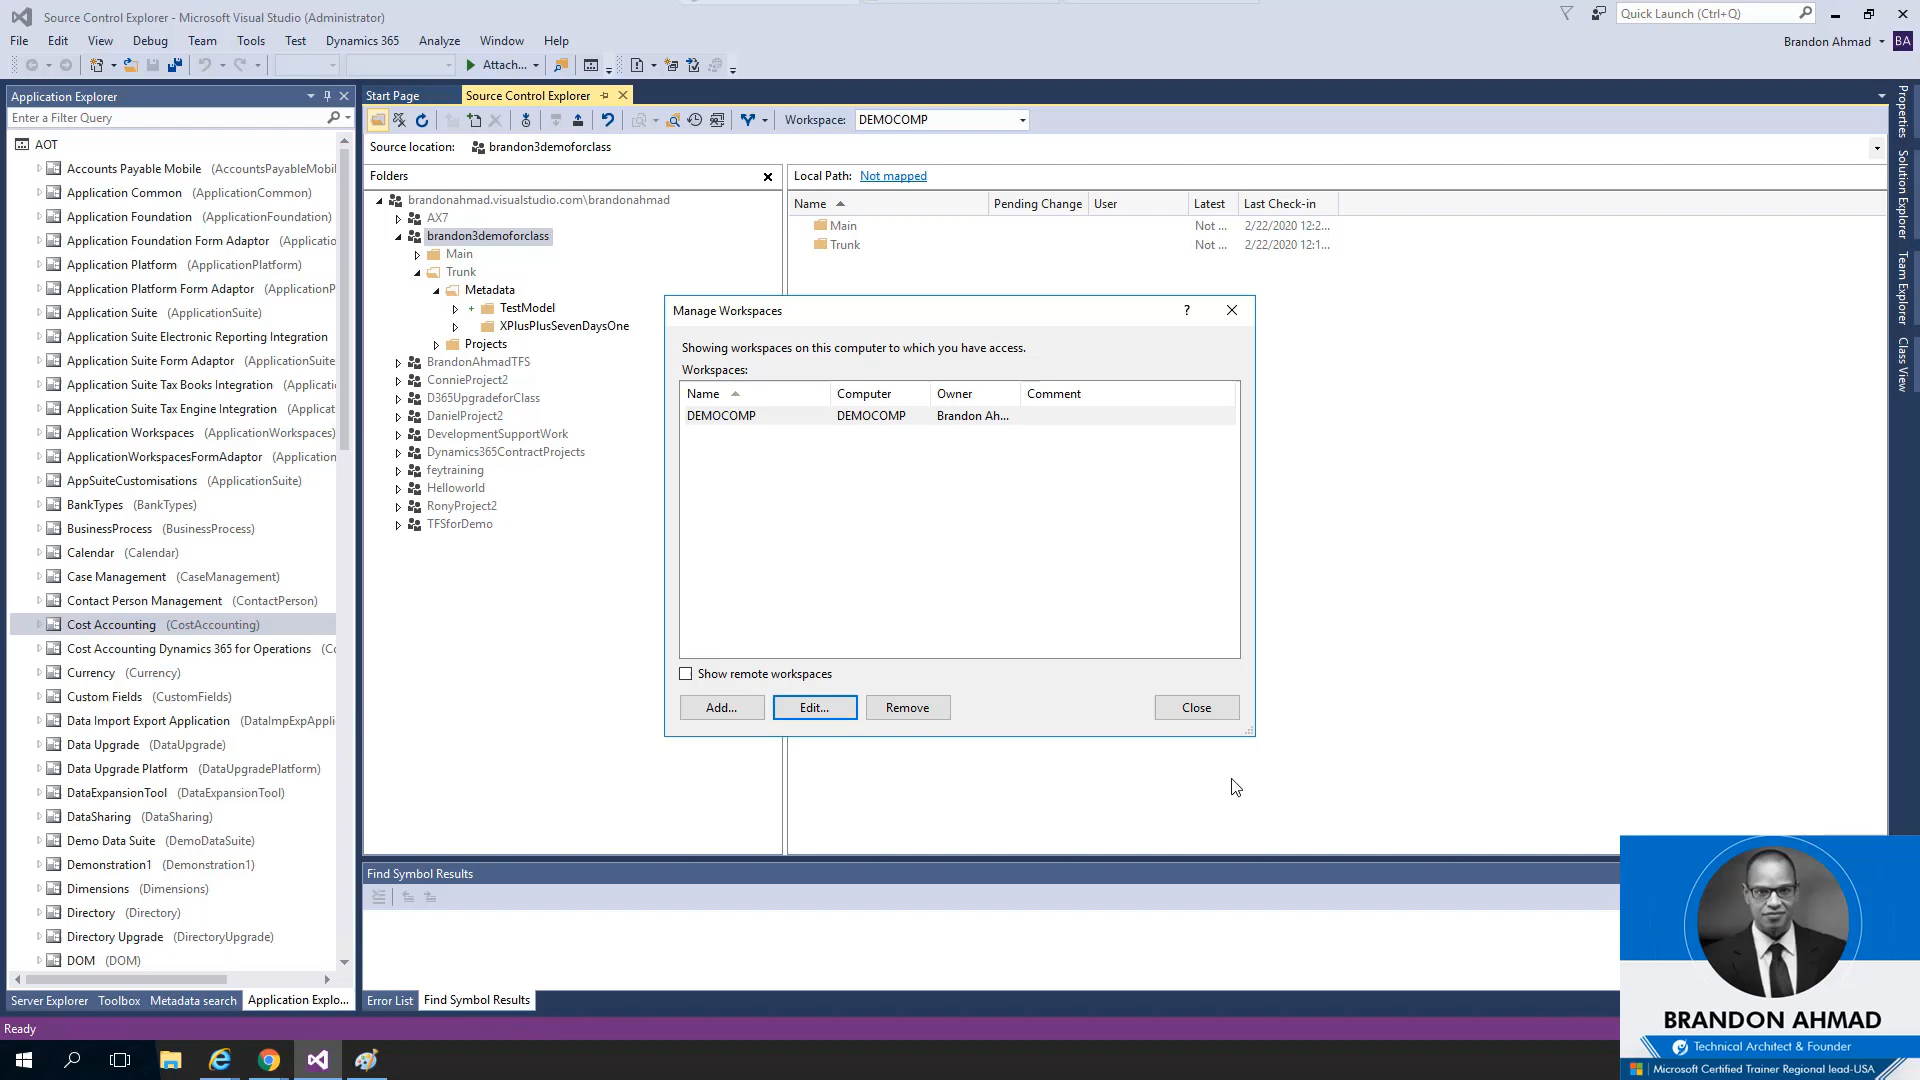 Source Control Explorer - Microsoft Visual Studio (Administrator)
Quick Launch (Ctrl+Q)
File Edit View Debug Team Tools Test Dynamics 365 Analyze Window Help
Brandon Ahmad BA
Attach...
Application Explorer
Enter a Filter Query
AOT
Accounts Payable Mobile (AccountsPayableMobil
Application Common (ApplicationCommon)
Application Foundation (ApplicationFoundation)
Application Foundation Form Adaptor (Applicatio
Application Platform (ApplicationPlatform)
Application Platform Form Adaptor (ApplicationP
Application Suite (ApplicationSuite)
Application Suite Electronic Reporting Integration
Application Suite Form Adaptor (ApplicationSuite
Application Suite Tax Books Integration (Applicati
Application Suite Tax Engine Integration (Applicat
Application Workspaces (ApplicationWorkspaces)
ApplicationWorkspacesFormAdaptor (Application
AppSuiteCustomisations (ApplicationSuite)
BankTypes (BankTypes)
BusinessProcess (BusinessProcess)
Calendar (Calendar)
Case Management (CaseManagement)
Contact Person Management (ContactPerson)
Cost Accounting (CostAccounting)
Cost Accounting Dynamics 365 for Operations (Co
Currency (Currency)
Custom Fields (CustomFields)
Data Import Export Application (DataImpExpAppli
Data Upgrade (DataUpgrade)
Data Upgrade Platform (DataUpgradePlatform)
DataExpansionTool (DataExpansionTool)
DataSharing (DataSharing)
Demo Data Suite (DemoDataSuite)
Demonstration1 (Demonstration1)
Dimensions (Dimensions)
Directory (Directory)
Directory Upgrade (DirectoryUpgrade)
DOM (DOM)
Server Explorer Toolbox Metadata search Application Explo...
Start Page Source Control Explorer
Workspace: DEMOCOMP
Source location: brandon3demoforclass
Folders
brandonahmad.visualstudio.com\brandonahmad
AX7
brandon3demoforclass
Main
Trunk
Metadata
TestModel
XPlusPlusSevenDaysOne
Projects
BrandonAhmadTFS
ConnieProject2
D365UpgradeforClass
DanielProject2
DevelopmentSupportWork
Dynamics365ContractProjects
feytraining
Helloworld
RonyProject2
TFSforDemo
Local Path: Not mapped
Name Pending Change User Latest Last Check-in
Main Not ... 2/22/2020 12:2...
Trunk Not ... 2/22/2020 12:1...
Manage Workspaces
Showing workspaces on this computer to which you have access.
Workspaces:
Name Computer Owner Comment
DEMOCOMP DEMOCOMP Brandon Ah...
Show remote workspaces
Add... Edit... Remove Close
Find Symbol Results
Error List Find Symbol Results
Properties
Solution Explorer
Team Explorer
Class View
Ready
BRANDON AHMAD
Technical Architect & Founder
Microsoft Certified Trainer Regional lead-USA